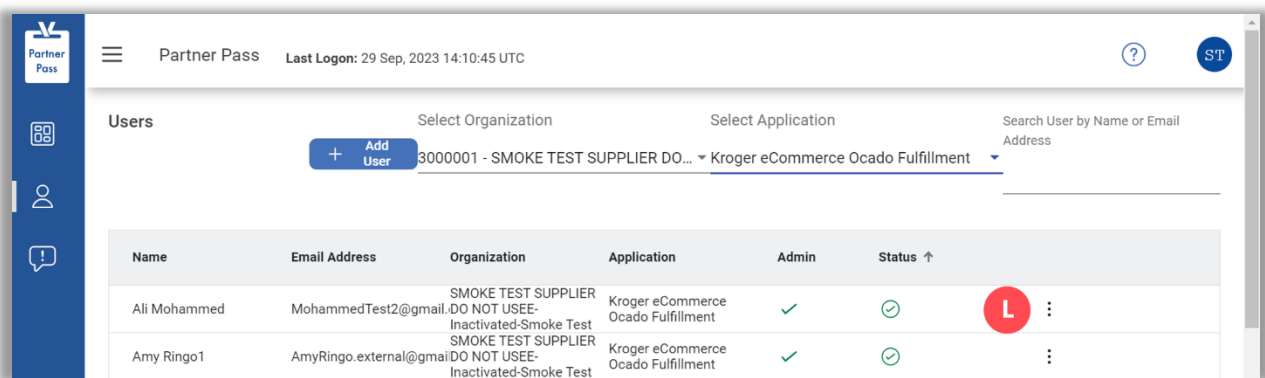 Partner
Pass
Partner Pass
Last Logon: 29 Sep, 2023 14:10:45 UTC
?
ST
Users
+ Add
User
Select Organization
3000001 - SMOKE TEST SUPPLIER DO...
Select Application
Kroger eCommerce Ocado Fulfillment
Search User by Name or Email
Address
Name Email Address Organization Application Admin Status ↑
Ali Mohammed
MohammedTest2@gmail.
SMOKE TEST SUPPLIER
DO NOT USEE-
Inactivated-Smoke Test
Kroger eCommerce
Ocado Fulfillment
L
Amy Ringo1
AmyRingo.external@gmail
SMOKE TEST SUPPLIER
DO NOT USEE-
Inactivated-Smoke Test
Kroger eCommerce
Ocado Fulfillment